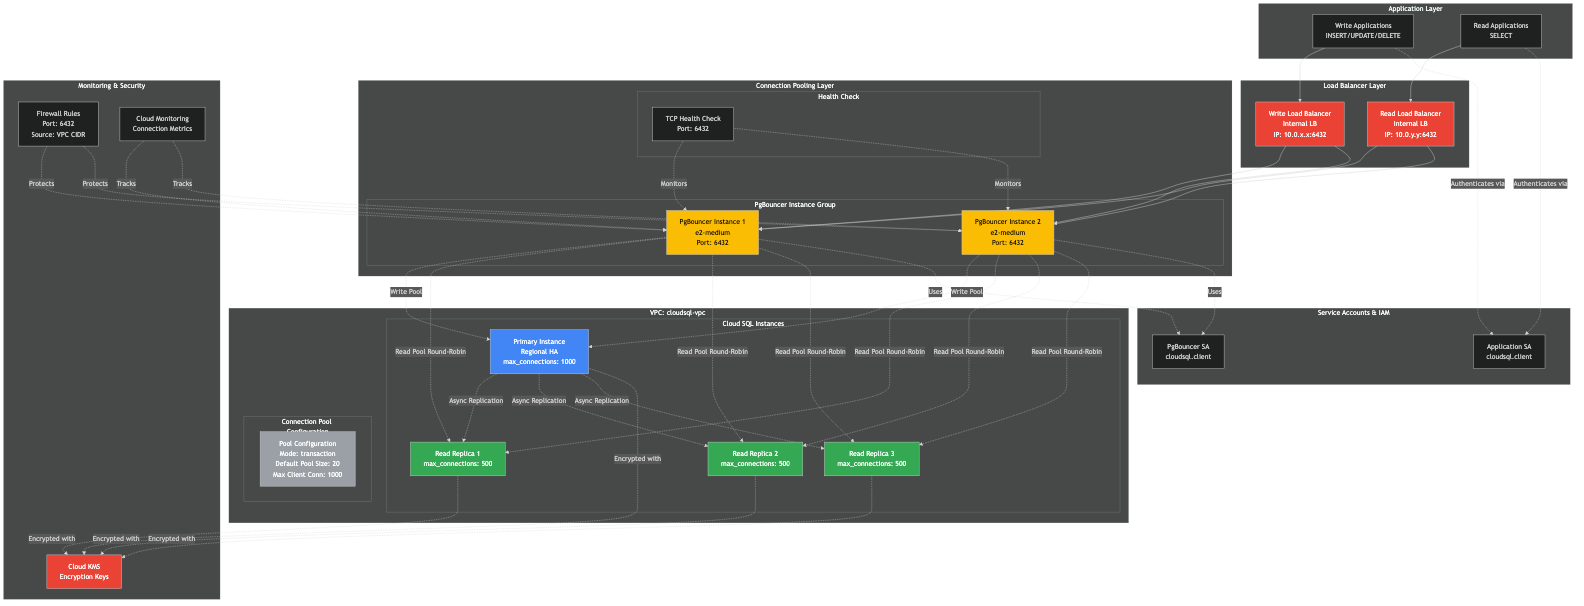 Application Layer
Write Applications
INSERT/UPDATE/DELETE
Read Applications
SELECT
Monitoring & Security
Firewall Rules
Port: 6432
Source: VPC CIDR
Cloud Monitoring
Connection Metrics
Connection Pooling Layer
Health Check
TCP Health Check
Port: 6432
Load Balancer Layer
Write Load Balancer
Internal LB
IP: 10.0.x.x:6432
Read Load Balancer
Internal LB
IP: 10.0.y.y:6432
Protects
Protects
Tracks
Tracks
Monitors
Monitors
Authenticates via
Authenticates via
PgBouncer Instance Group
PgBouncer Instance 1
e2-medium
Port: 6432
PgBouncer Instance 2
e2-medium
Port: 6432
Write Pool
Uses
Write Pool
Uses
VPC: cloudsql-vpc
Cloud SQL Instances
Primary Instance
Regional HA
max_connections: 1000
Service Accounts & IAM
PgBouncer SA
cloudsql.client
Application SA
cloudsql.client
Read Pool Round-Robin
Read Pool Round-Robin
Read Pool Round-Robin
Read Pool Round-Robin
Read Pool Round-Robin
Read Pool Round-Robin
Async Replication
Async Replication
Async Replication
Connection Pool
Configuration
Pool Configuration
Mode: transaction
Default Pool Size: 20
Max Client Conn: 1000
Read Replica 1
max_connections: 500
Encrypted with
Read Replica 2
max_connections: 500
Read Replica 3
max_connections: 500
Encrypted with
Encrypted with
Encrypted with
Cloud KMS
Encryption Keys